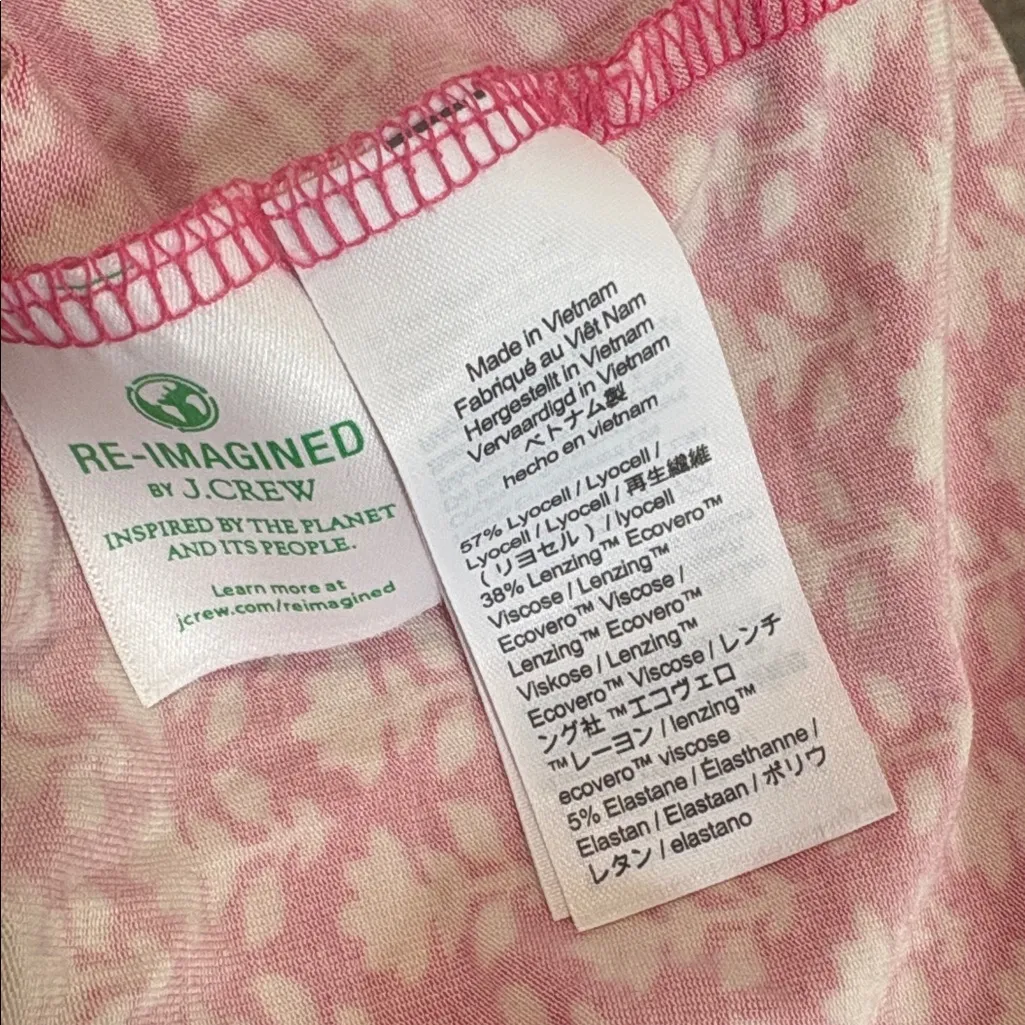 RE-IMAGINED
BY J.CREW
INSPIRED BY THE PLANET
AND ITS PEOPLE.
Learn more at
jcrew.com/reimagined
Made in Vietnam
Fabriqué au Viêt Nam
Hergestellt in Vietnam
Vervaardigd in Vietnam
ベトナム製
hecho en vietnam
57% Lyocell / Lyocell /
Lyocell / Lyocell / 再生繊維
(リヨセル) / lyocell
38% Lenzing™ Ecovero™
Viscose / Lenzing™
Ecovero™ Viscose /
Lenzing™ Ecovero™
Viskose / Lenzing™
Ecovero™ Viscose / レンチ
ング社 ™エコヴェロ
™レーヨン / lenzing™
ecovero™ viscose
5% Elastane / Élasthanne /
Elastan / Elastaan / ポリウ
レタン / elastano